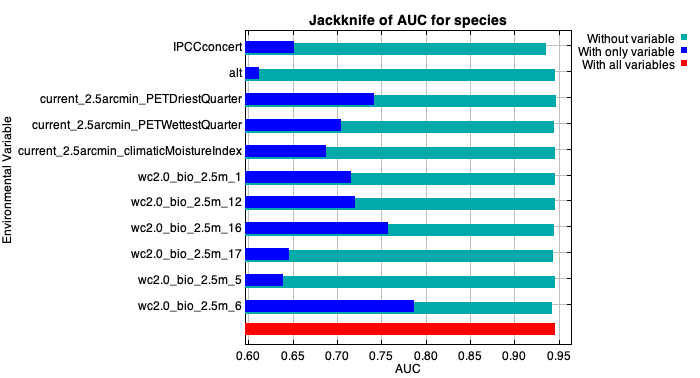 Jackknife of AUC for species
Without variable
With only variable
With all variables
Environmental Variable
IPCCconcert
alt
current_2.5arcmin_PETDriestQuarter
current_2.5arcmin_PETWettestQuarter
current_2.5arcmin_climaticMoistureIndex
wc2.0_bio_2.5m_1
wc2.0_bio_2.5m_12
wc2.0_bio_2.5m_16
wc2.0_bio_2.5m_17
wc2.0_bio_2.5m_5
wc2.0_bio_2.5m_6
0.60 0.65 0.70 0.75 0.80 0.85 0.90 0.95
AUC